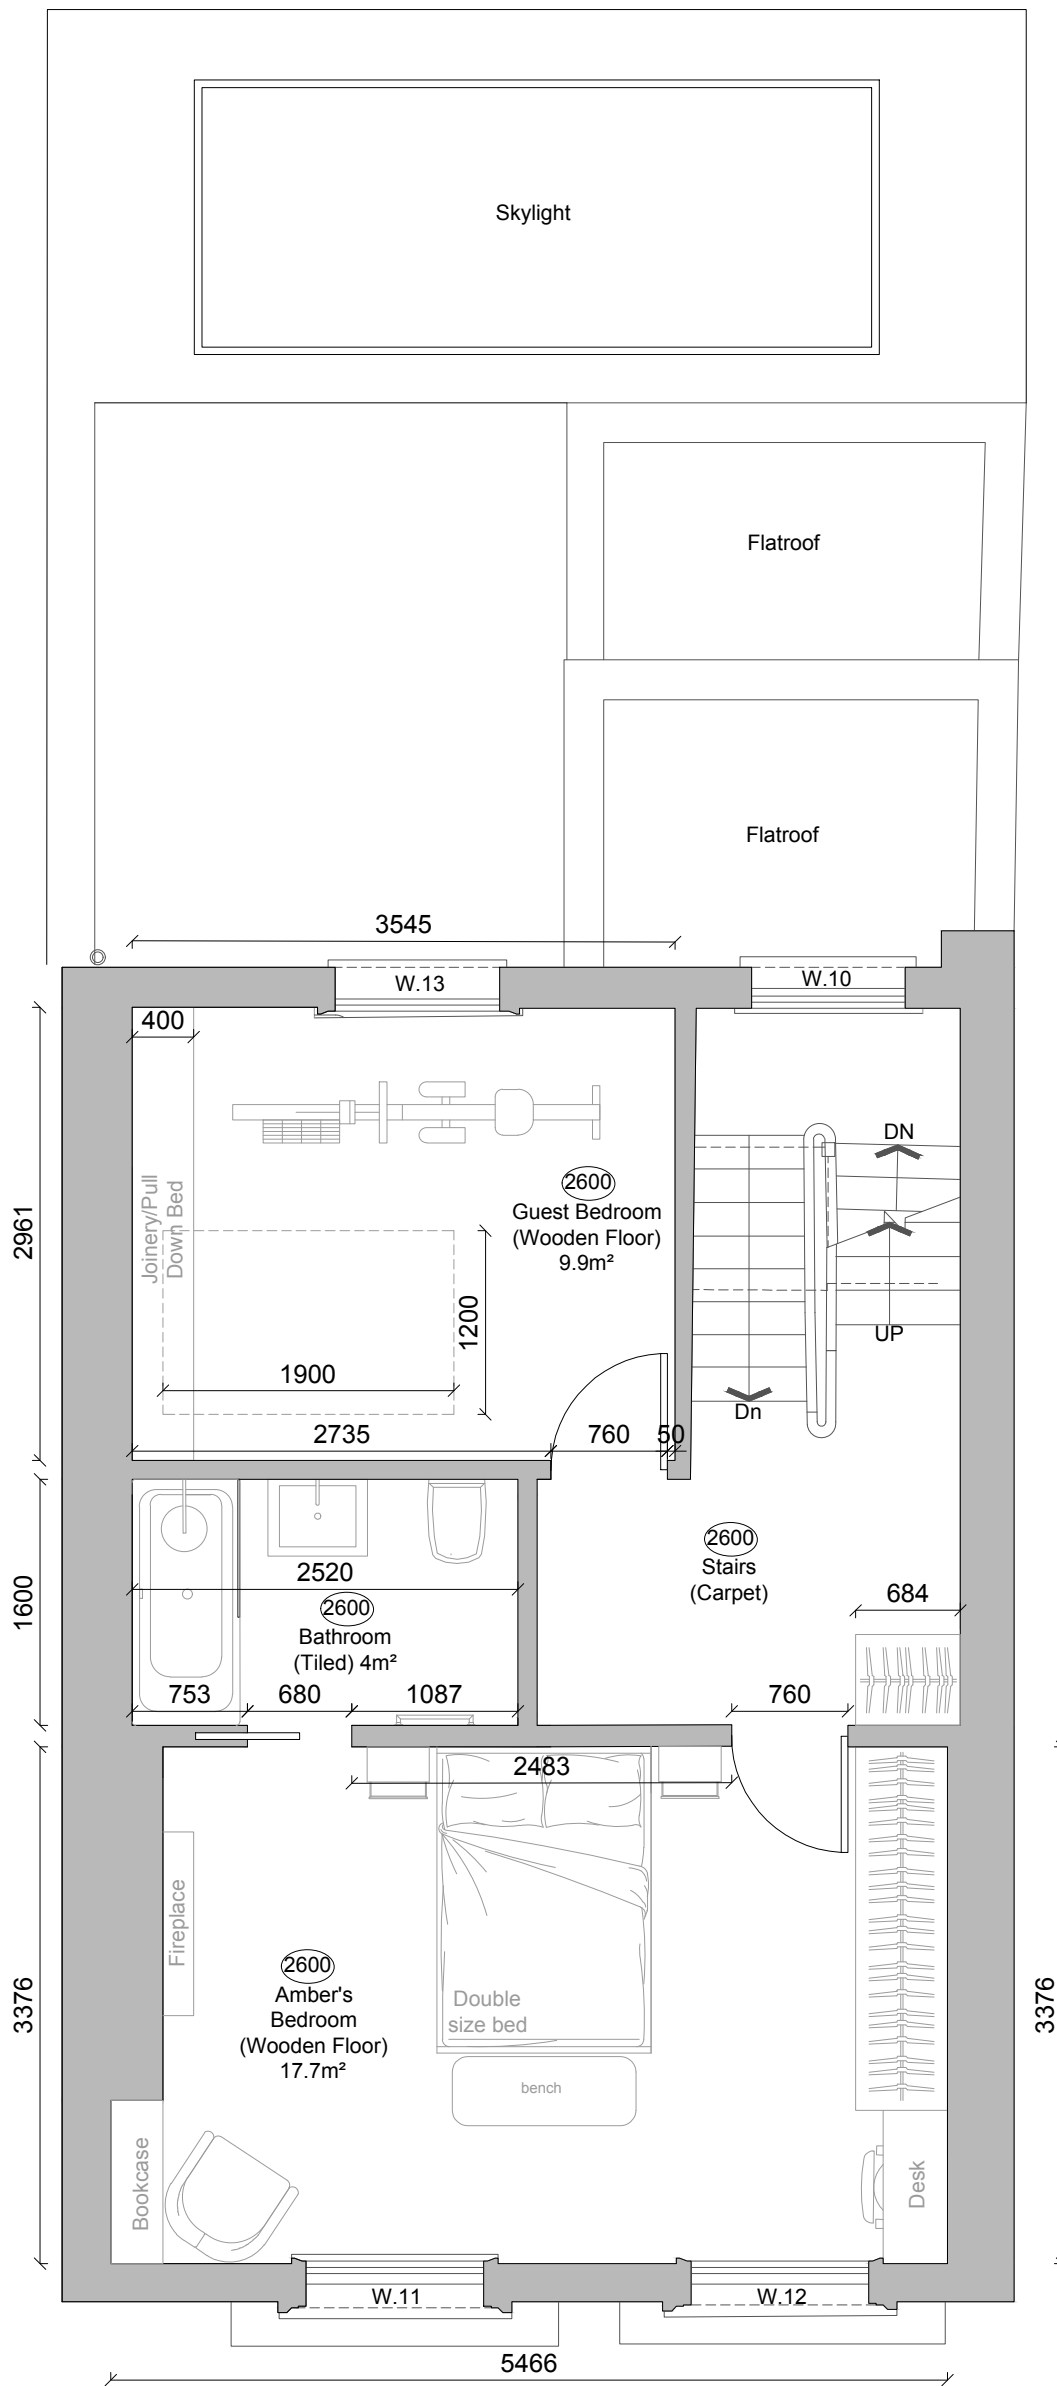 Skylight
Flatroof
Flatroof
3545
W.13
W.10
400
DN
2961
Joinery/Pull
Down Bed
2600
Guest Bedroom
(Wooden Floor)
9.9m²
1200
UP
1900
Dn
2735
760
50
2600
Stairs
(Carpet)
1600
2520
2600
Bathroom
(Tiled) 4m²
684
753
680
1087
760
2483
Fireplace
2600
Amber's
Bedroom
(Wooden Floor)
17.7m²
3376
3376
Double
size bed
bench
Bookcase
Desk
W.11
W.12
5466